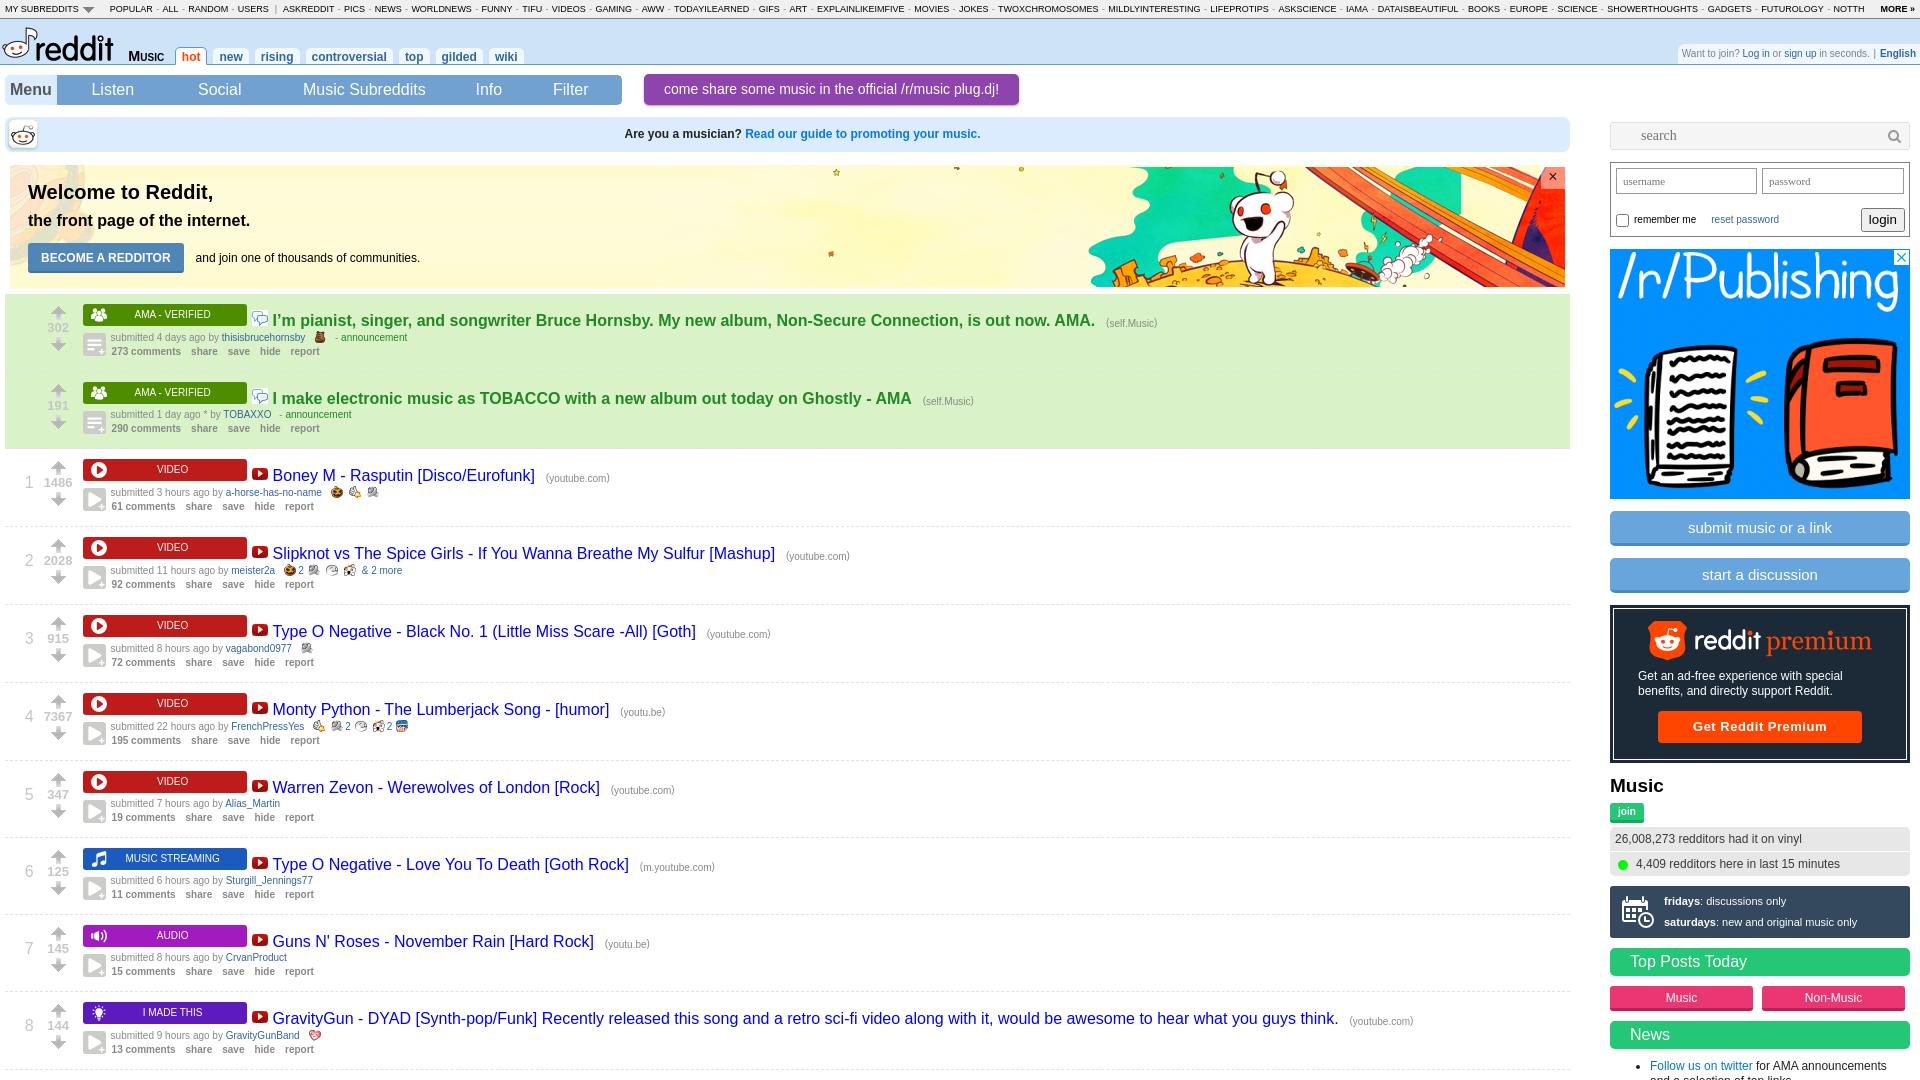 MY SUBREDDITS POPULAR - ALL - RANDOM - USERS | ASKREDDIT - PICS - NEWS - WORLDNEWS - FUNNY - TIFU - VIDEOS - GAMING - AWW - TODAYILEARNED - GIFS - ART - EXPLAINLIKEIMFIVE - MOVIES - JOKES - TWOXCHROMOSOMES - MILDLYINTERESTING - LIFEPROTIPS - ASKSCIENCE - IAMA - DATAISBEAUTIFUL - BOOKS - EUROPE - SCIENCE - SHOWERTHOUGHTS - GADGETS - FUTUROLOGY - NOTTH MORE »
reddit Music hot new rising controversial top gilded wiki
Want to join? Log in or sign up in seconds. | English
Menu Listen Social Music Subreddits Info Filter
come share some music in the official /r/music plug.dj!
Are you a musician? Read our guide to promoting your music.
Welcome to Reddit,
the front page of the internet.
BECOME A REDDITOR and join one of thousands of communities.
×
302
AMA - VERIFIED I'm pianist, singer, and songwriter Bruce Hornsby. My new album, Non-Secure Connection, is out now. AMA. (self.Music)
submitted 4 days ago by thisisbrucehornsby - announcement
273 comments share save hide report
191
AMA - VERIFIED I make electronic music as TOBACCO with a new album out today on Ghostly - AMA (self.Music)
submitted 1 day ago * by TOBAXXO - announcement
290 comments share save hide report
1 1486
VIDEO Boney M - Rasputin [Disco/Eurofunk] (youtube.com)
submitted 3 hours ago by a-horse-has-no-name
61 comments share save hide report
2 2028
VIDEO Slipknot vs The Spice Girls - If You Wanna Breathe My Sulfur [Mashup] (youtube.com)
submitted 11 hours ago by meister2a 2 & 2 more
92 comments share save hide report
3 915
VIDEO Type O Negative - Black No. 1 (Little Miss Scare -All) [Goth] (youtube.com)
submitted 8 hours ago by vagabond0977
72 comments share save hide report
4 7367
VIDEO Monty Python - The Lumberjack Song - [humor] (youtu.be)
submitted 22 hours ago by FrenchPressYes 2 2
195 comments share save hide report
5 347
VIDEO Warren Zevon - Werewolves of London [Rock] (youtube.com)
submitted 7 hours ago by Alias_Martin
19 comments share save hide report
6 125
MUSIC STREAMING Type O Negative - Love You To Death [Goth Rock] (m.youtube.com)
submitted 6 hours ago by Sturgill_Jennings77
11 comments share save hide report
7 145
AUDIO Guns N' Roses - November Rain [Hard Rock] (youtu.be)
submitted 8 hours ago by CrvanProduct
15 comments share save hide report
8 144
I MADE THIS GravityGun - DYAD [Synth-pop/Funk] Recently released this song and a retro sci-fi video along with it, would be awesome to hear what you guys think. (youtube.com)
submitted 9 hours ago by GravityGunBand
13 comments share save hide report
search
username password
remember me reset password login
/r/Publishing
submit music or a link
start a discussion
reddit premium
Get an ad-free experience with special
benefits, and directly support Reddit.
Get Reddit Premium
Music
join
26,008,273 redditors had it on vinyl
4,409 redditors here in last 15 minutes
fridays: discussions only
saturdays: new and original music only
Top Posts Today
Music Non-Music
News
• Follow us on twitter for AMA announcements
and a selection of top links